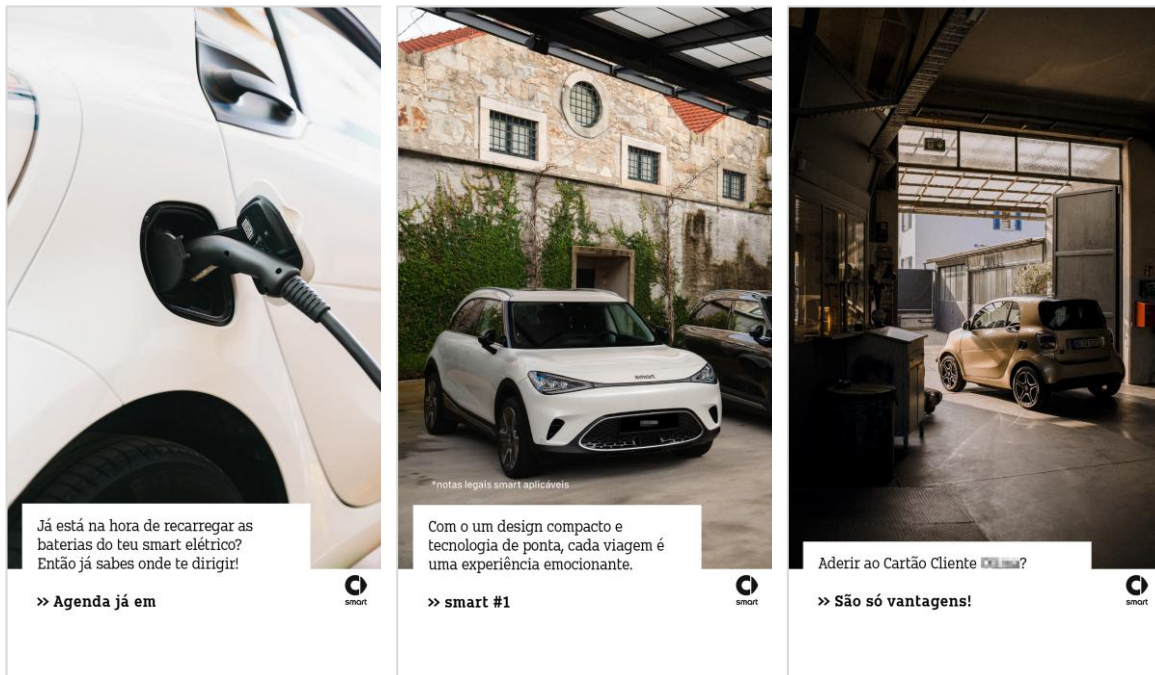 Já está na hora de recarregar as
baterias do teu smart elétrico?
Então já sabes onde te dirigir!
>> Agenda já em
smart
smart
*notas legais smart aplicáveis
Com o um design compacto e
tecnologia de ponta, cada viagem é
uma experiência emocionante.
>> smart #1
smart
Aderir ao Cartão Cliente ?
>> São só vantagens!
smart